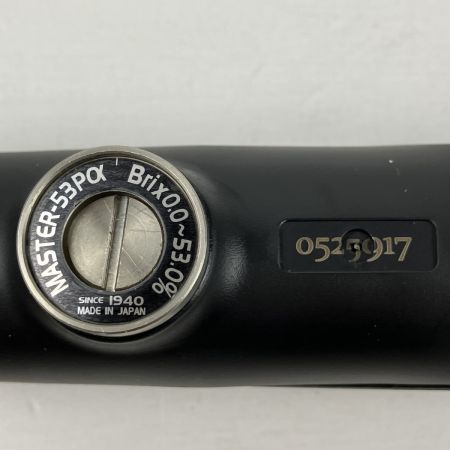 MASTER-53Pα Brix0.0~53.0%
SINCE 1940
MADE IN JAPAN
0525917